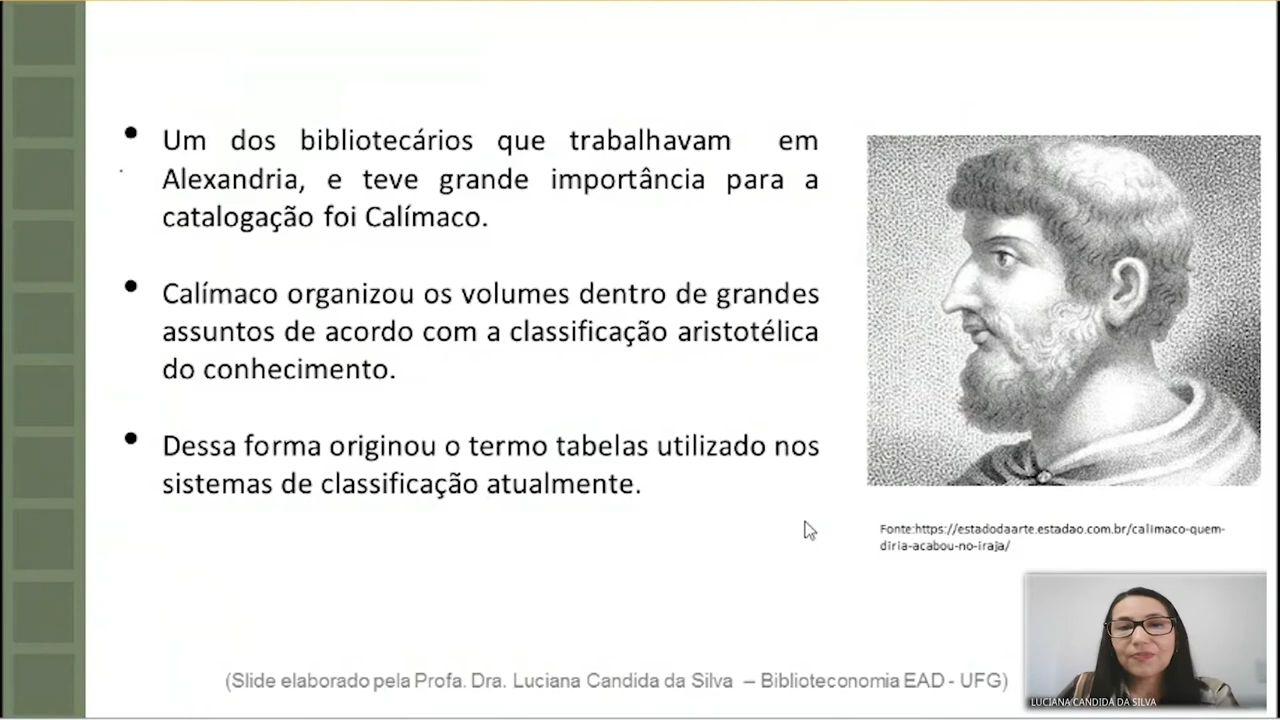 Um dos bibliotecários que trabalhavam em
Alexandria, e teve grande importância para a
catalogação foi Calímaco.
Calímaco organizou os volumes dentro de grandes
assuntos de acordo com a classificação aristotélica
do conhecimento.
Dessa forma originou o termo tabelas utilizado nos
sistemas de classificação atualmente.
Fonte:https://estadodaarte.estadao.com.br/calimaco-quem-
diria-acabou-no-iraja/
(Slide elaborado pela Profa. Dra. Luciana Candida da Silva – Biblioteconomia EAD - UFG)
LUCIANA CANDIDA DA SILVA